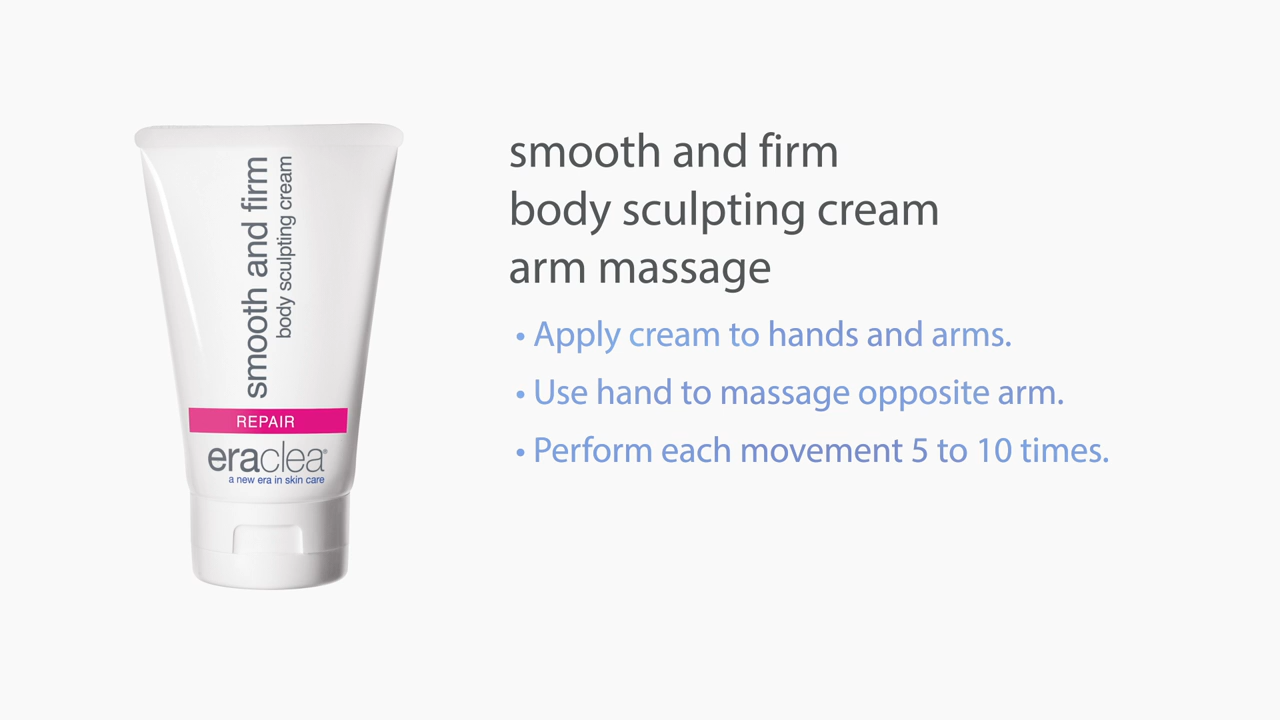 smooth and firm
body sculpting cream
REPAIR
eraclea®
a new era in skin care
smooth and firm
body sculpting cream
arm massage
• Apply cream to hands and arms.
• Use hand to massage opposite arm.
• Perform each movement 5 to 10 times.